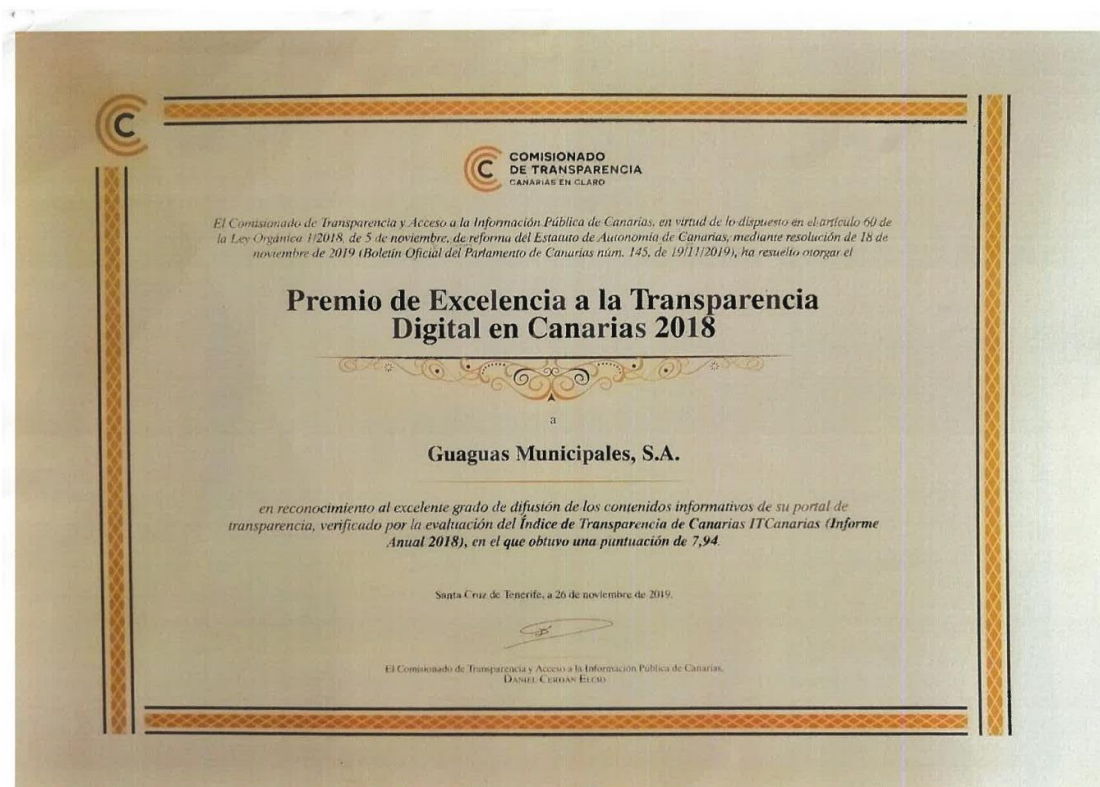 C
C
COMISIONADO
DE TRANSPARENCIA
CANARIAS EN CLARO
El Comisionado de Transparencia y Acceso a la Información Pública de Canarias, en virtud de lo dispuesto en el artículo 60 de
la Ley Orgánica 1/2018, de 5 de noviembre, de reforma del Estatuto de Autonomía de Canarias, mediante resolución de 18 de
noviembre de 2019 (Boletín Oficial del Parlamento de Canarias núm. 145, de 19/11/2019), ha resuelto otorgar el
Premio de Excelencia a la Transparencia
Digital en Canarias 2018
a
Guaguas Municipales, S.A.
en reconocimiento al excelente grado de difusión de los contenidos informativos de su portal de
transparencia, verificado por la evaluación del Índice de Transparencia de Canarias ITCanarias (Informe
Anual 2018), en el que obtuvo una puntuación de 7,94.
Santa Cruz de Tenerife, a 26 de noviembre de 2019.
El Comisionado de Transparencia y Acceso a la Información Pública de Canarias,
DANIEL CERDÁN ELCID